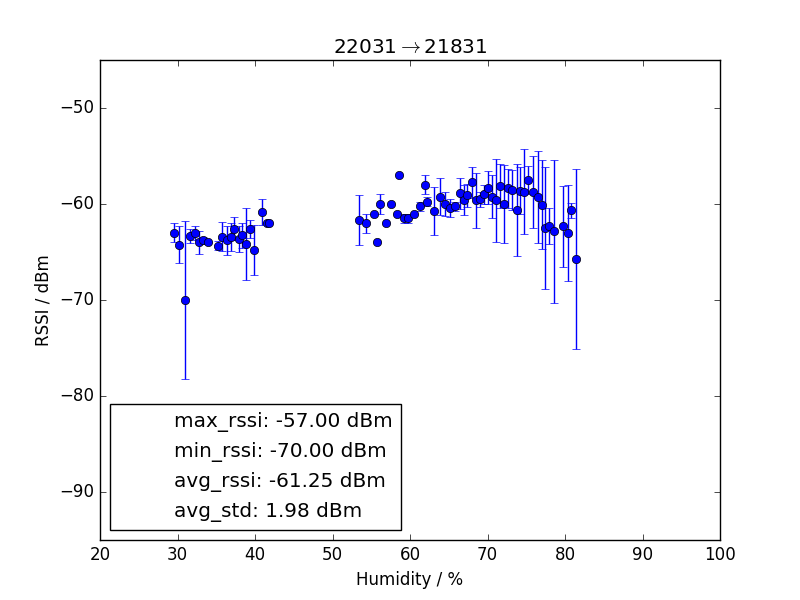 22031→21831
RSSI / dBm
−50
−60
−70
−80
−90
max_rssi: -57.00 dBm
min_rssi: -70.00 dBm
avg_rssi: -61.25 dBm
avg_std: 1.98 dBm
20 30 40 50 60 70 80 90 100
Humidity / %